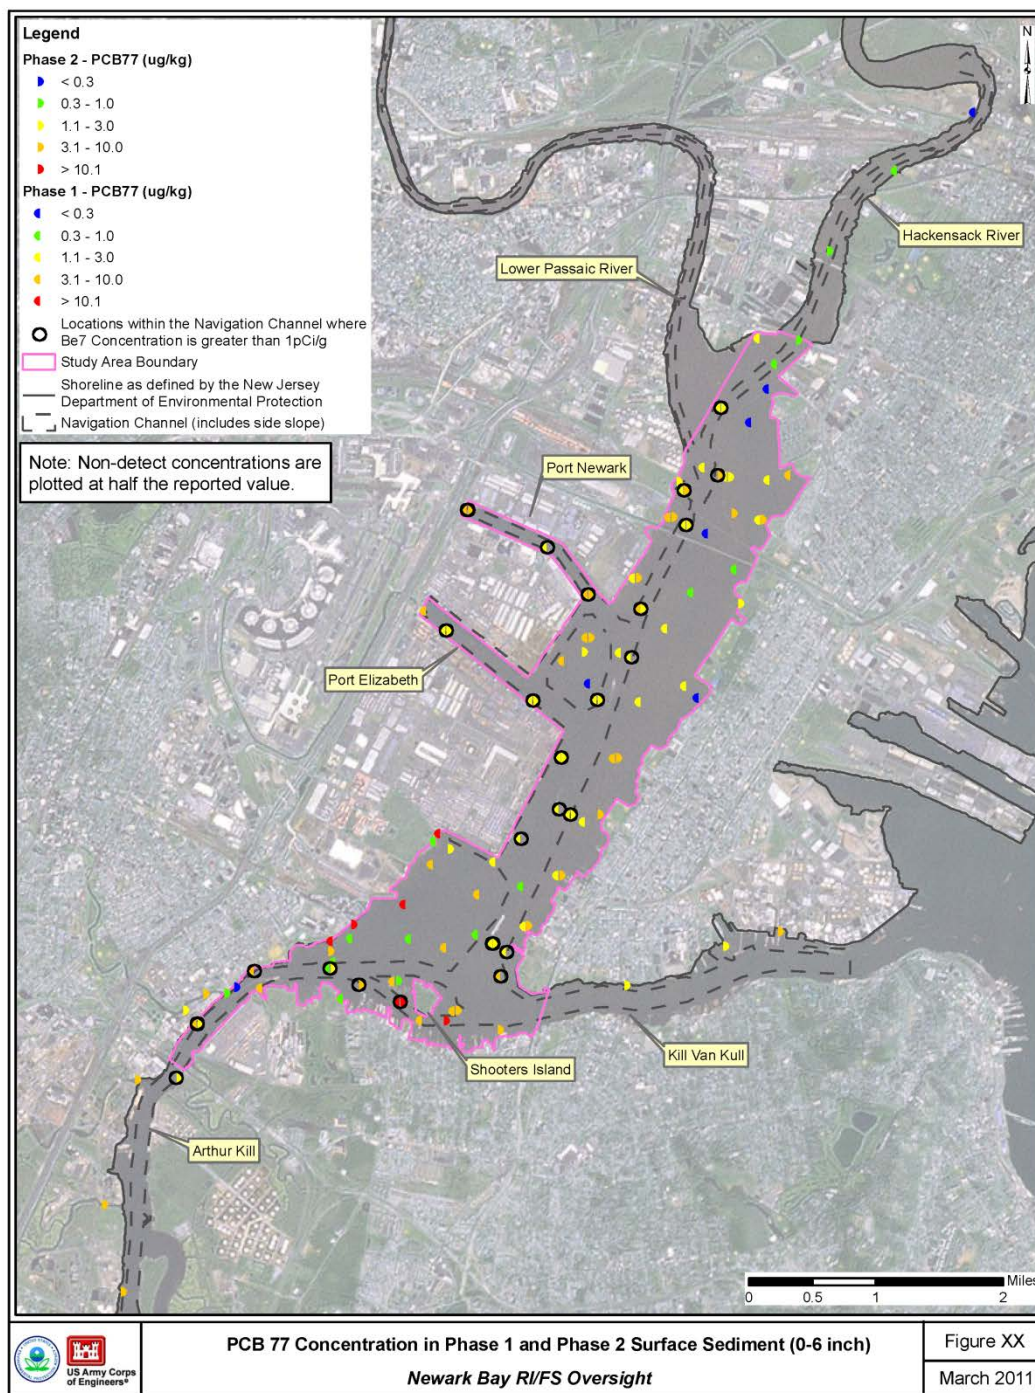 Legend
Phase 2 - PCB77 (ug/kg)
< 0.3
0.3 - 1.0
1.1 - 3.0
3.1 - 10.0
> 10.1
Phase 1 - PCB77 (ug/kg)
< 0.3
0.3 - 1.0
1.1 - 3.0
3.1 - 10.0
> 10.1
Locations within the Navigation Channel where
Be7 Concentration is greater than 1pCi/g
Study Area Boundary
Shoreline as defined by the New Jersey
Department of Environmental Protection
Navigation Channel (includes side slope)
Note: Non-detect concentrations are
plotted at half the reported value.
N
Hackensack River
Lower Passaic River
Port Newark
Port Elizabeth
Shooters Island
Kill Van Kull
Arthur Kill
Miles
0 0.5 1 2
US Army Corps
of Engineers®
PCB 77 Concentration in Phase 1 and Phase 2 Surface Sediment (0-6 inch)
Newark Bay RI/FS Oversight
Figure XX
March 2011